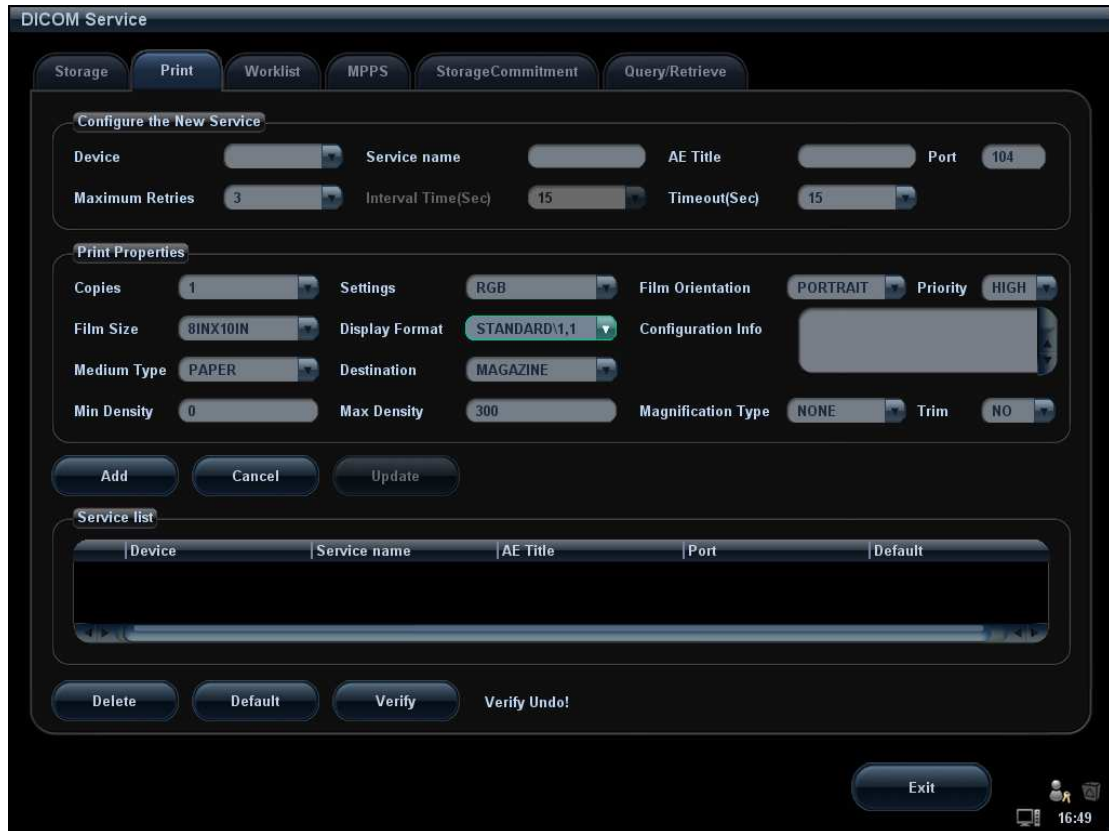 DICOM Service
Storage Print Worklist MPPS StorageCommitment Query/Retrieve
Configure the New Service
Device Service name AE Title Port 104
Maximum Retries 3 Interval Time(Sec) 15 Timeout(Sec) 15
Print Properties
Copies 1 Settings RGB Film Orientation PORTRAIT Priority HIGH
Film Size 8INX10IN Display Format STANDARD\1,1 Configuration Info
Medium Type PAPER Destination MAGAZINE
Min Density 0 Max Density 300 Magnification Type NONE Trim NO
Add Cancel Update
Service list
Device Service name AE Title Port Default
Delete Default Verify Verify Undo!
Exit
16:49